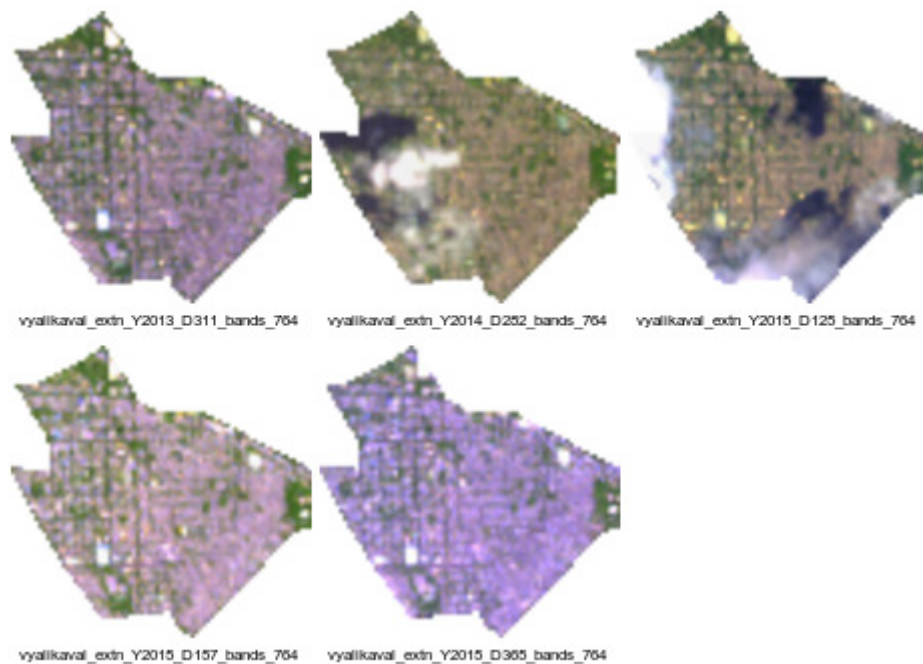 vyalikaval_extn_Y2013_D311_bands_764
vyalikaval_extn_Y2014_D252_bands_764
vyalikaval_extn_Y2015_D125_bands_764
vyalikaval_extn_Y2015_D157_bands_764
vyalikaval_extn_Y2015_D365_bands_764